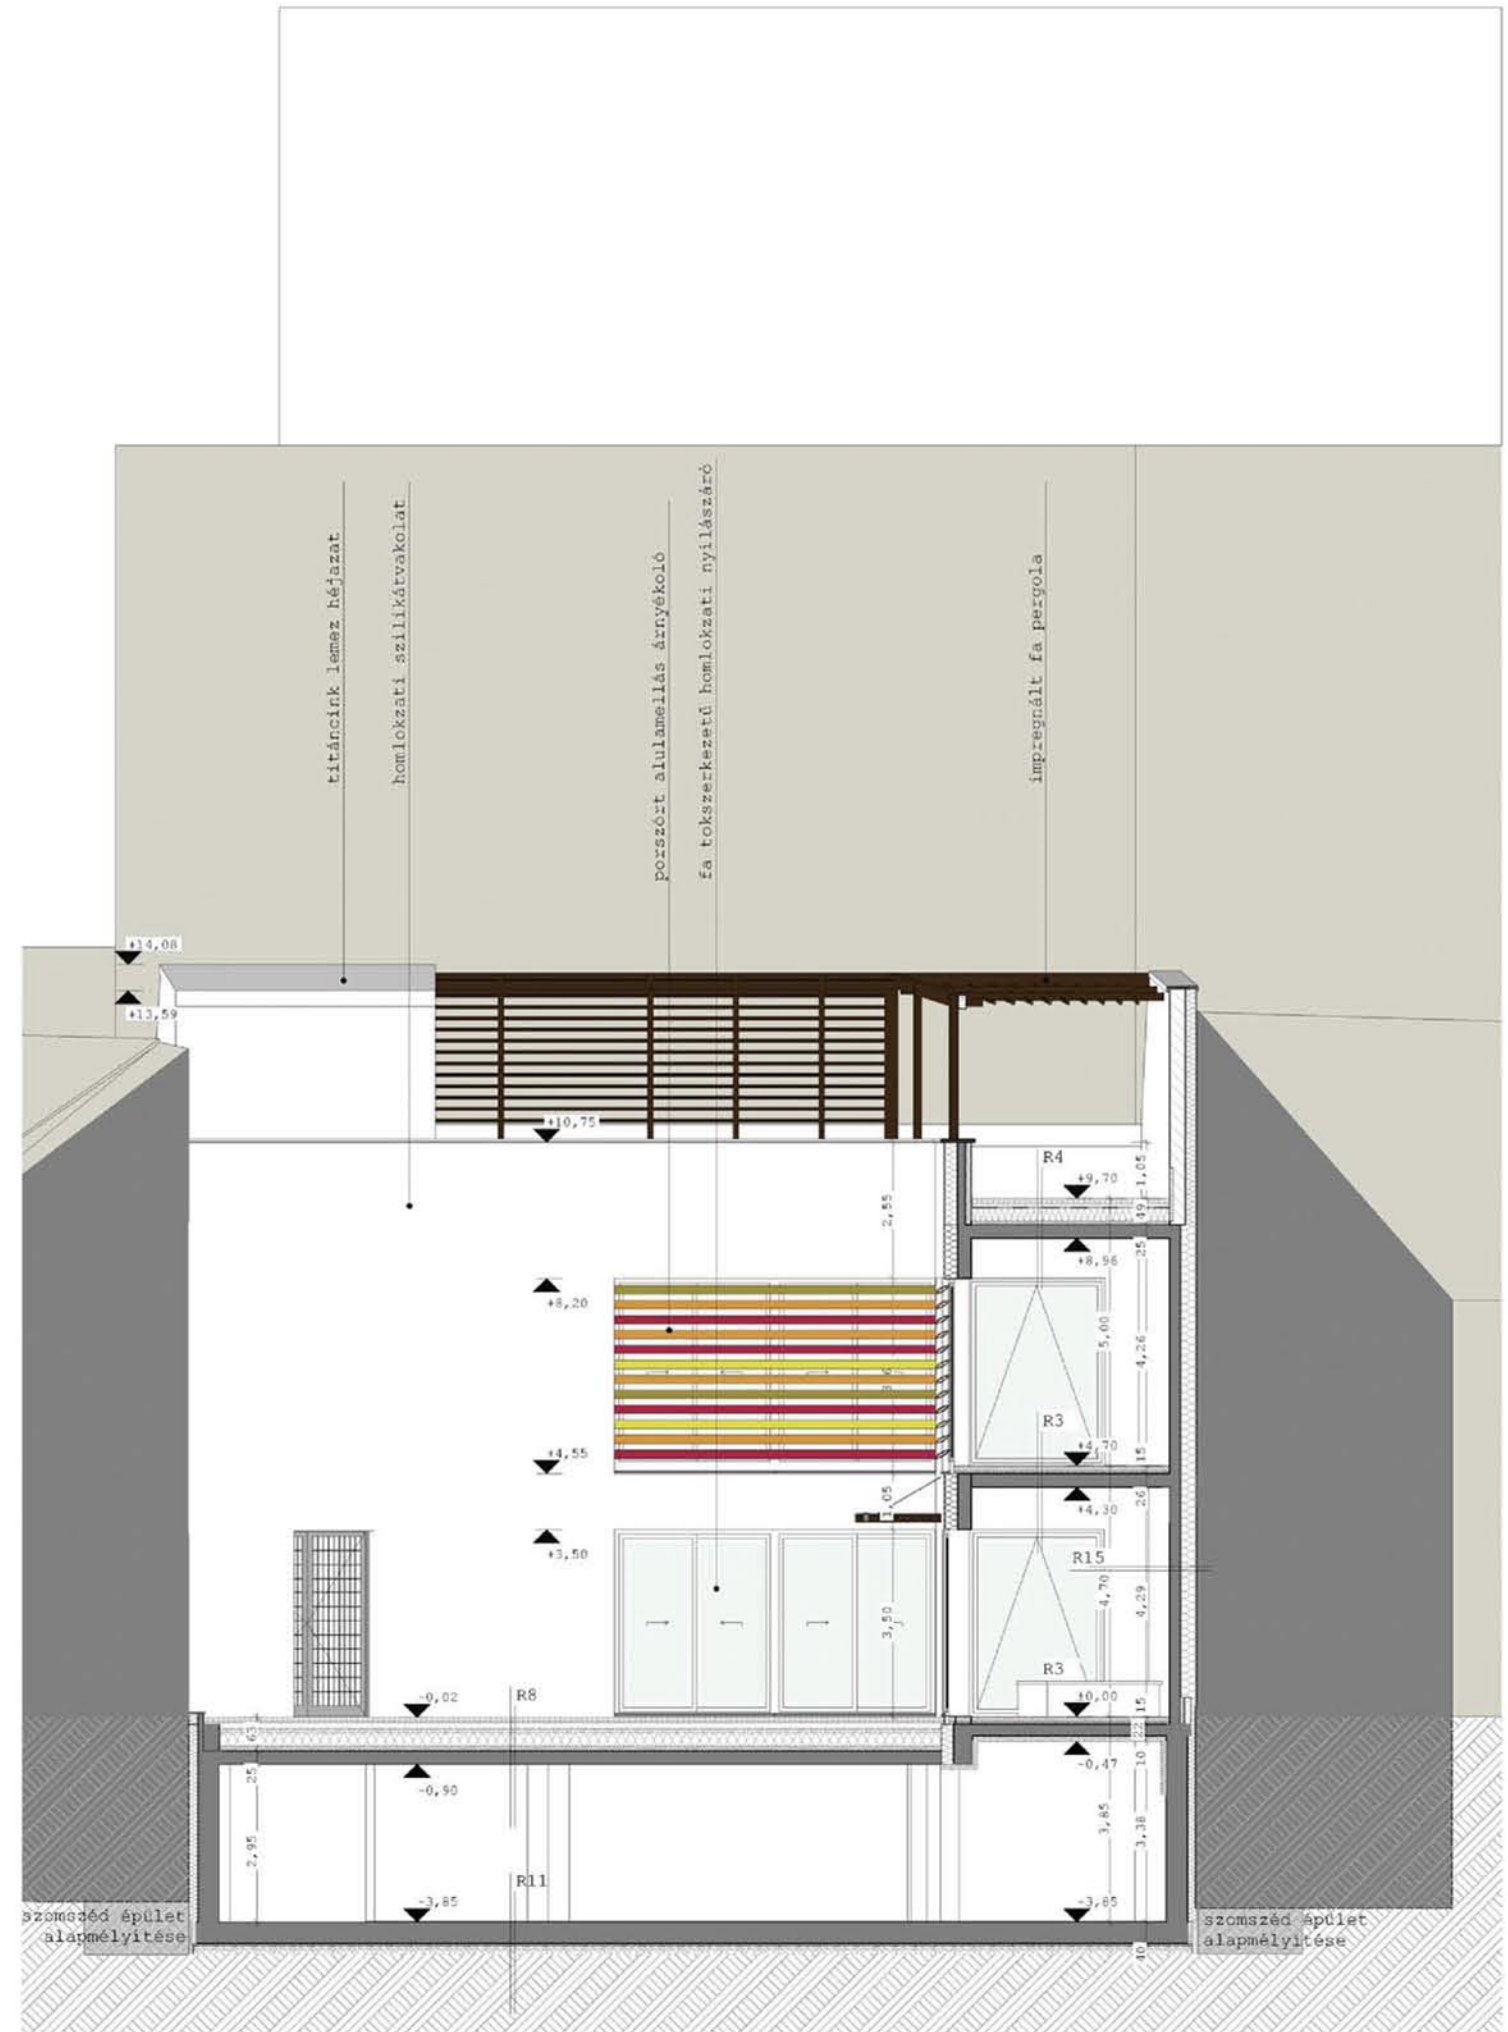 titáncink lemez héjazat
homlokzati szilikátvakolat
porszórt alulamellás árnyékoló
fa tokszerkezetű homlokzati nyílászáró
impregnált fa pergola
+14,08
+13,59
+10,75
R4
1,05
+9,70
49
2,55
25
+8,96
+8,20
5,00
4,26
R3
+4,55
+4,70
15
1,05
26
+4,30
+3,50
R15
4,70
4,29
3,50
R3
-0,02
R8
±0,00
15
63
22
-0,47
10
25
-0,90
3,85
3,38
2,95
R11
-3,85
-3,85
szomszéd épület
alapmélyítése
szomszéd épület
alapmélyítése
40